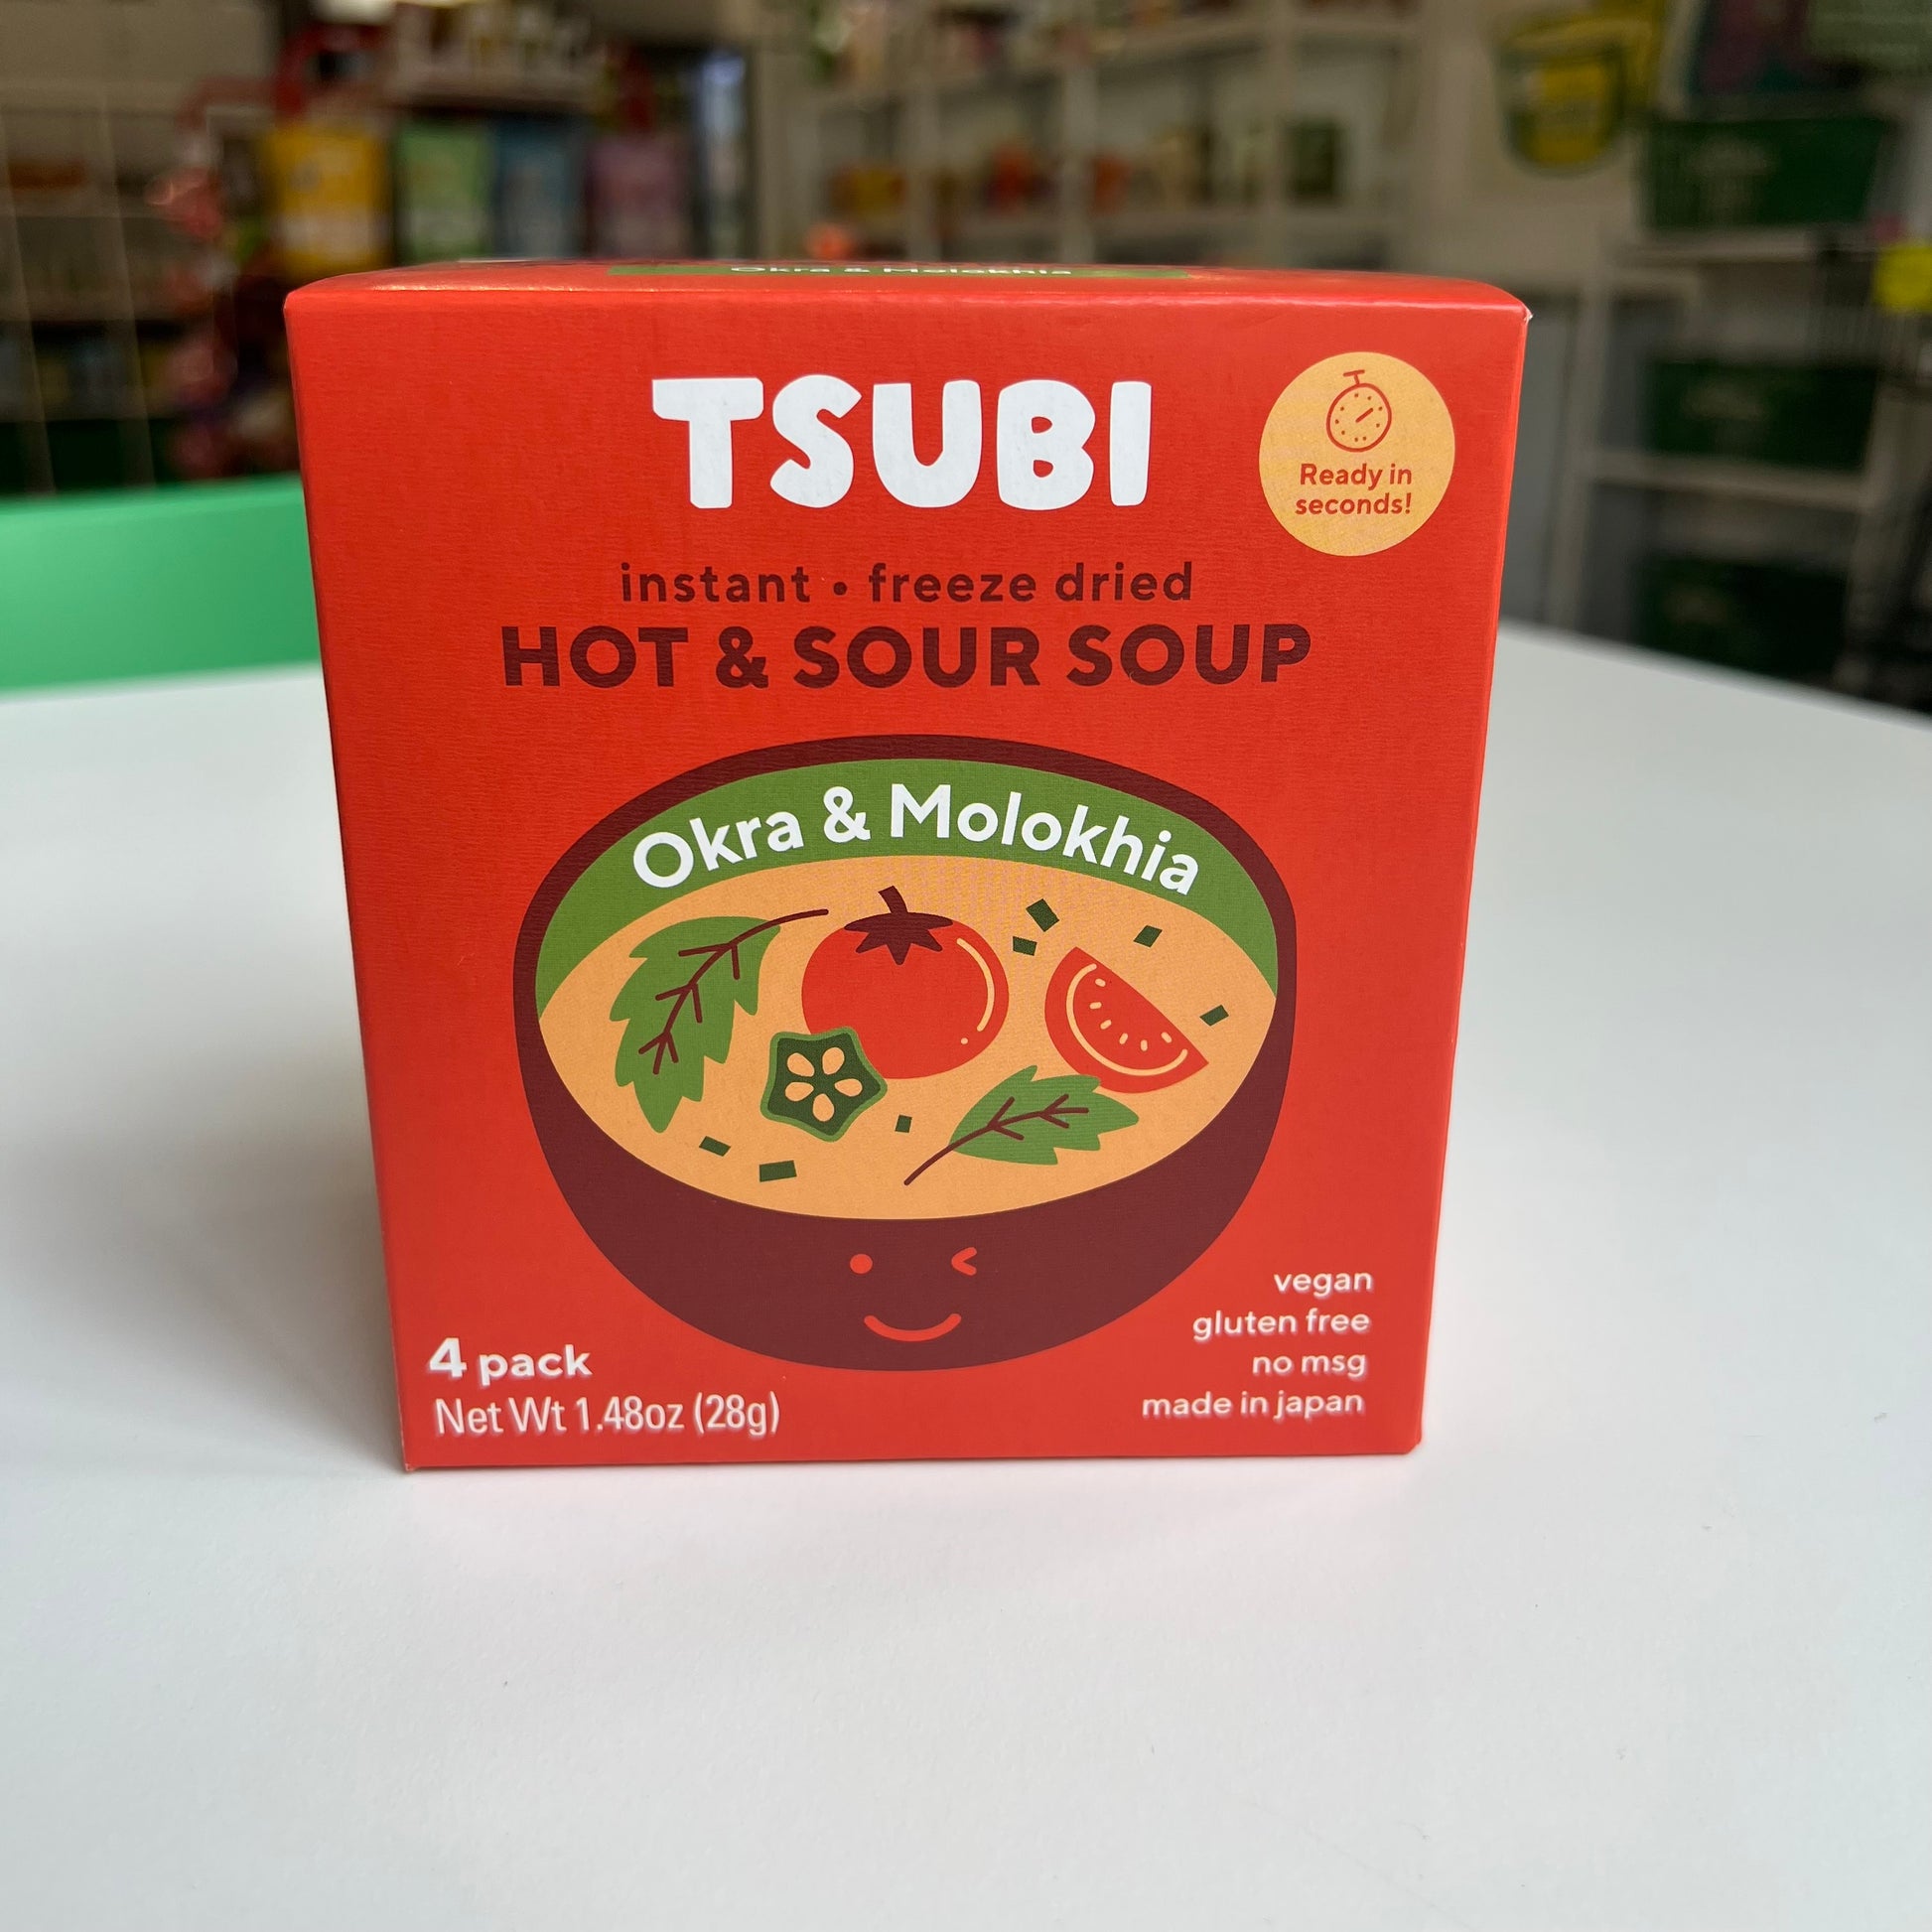 Okra & Molokhia
TSUBI
Ready in
seconds!
instant • freeze dried
HOT & SOUR SOUP
Okra & Molokhia
4 pack
Net Wt 1.48oz (28g)
vegan
gluten free
no msg
made in japan